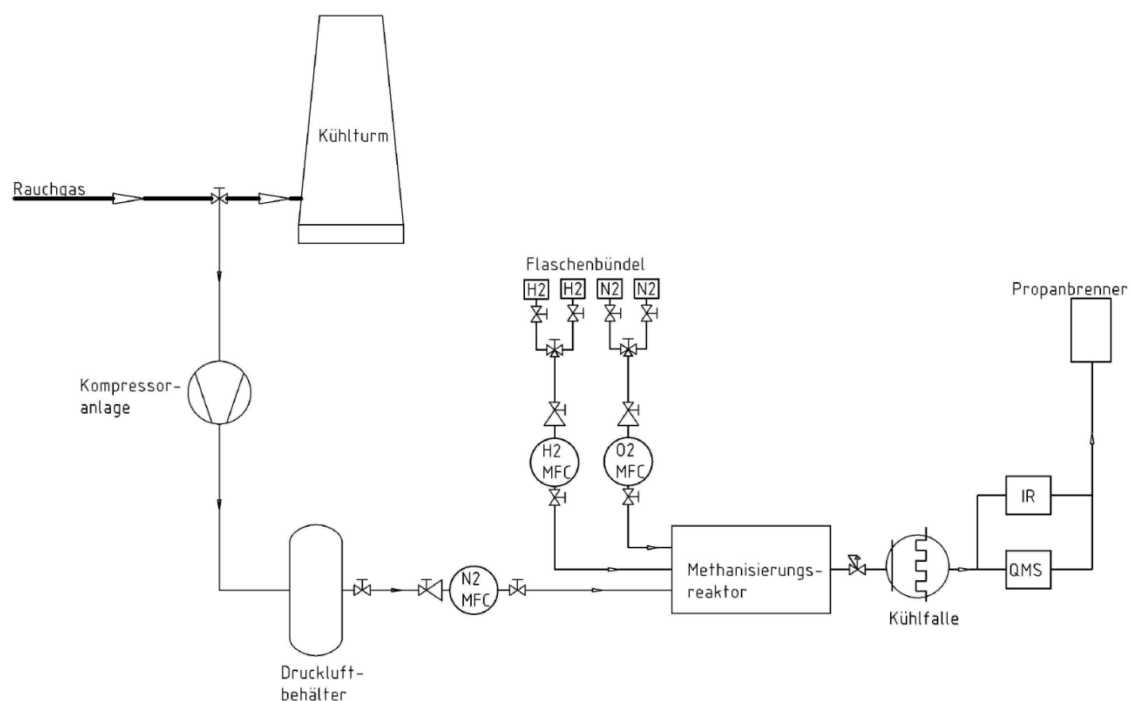 Kühlturm
Rauchgas
Flaschenbündel
H2 H2 N2 N2
Propanbrenner
Kompressor-
anlage
H2
MFC
O2
MFC
IR
Methanisierungs-
reaktor
QMS
N2
MFC
Kühlfalle
Druckluft-
behälter